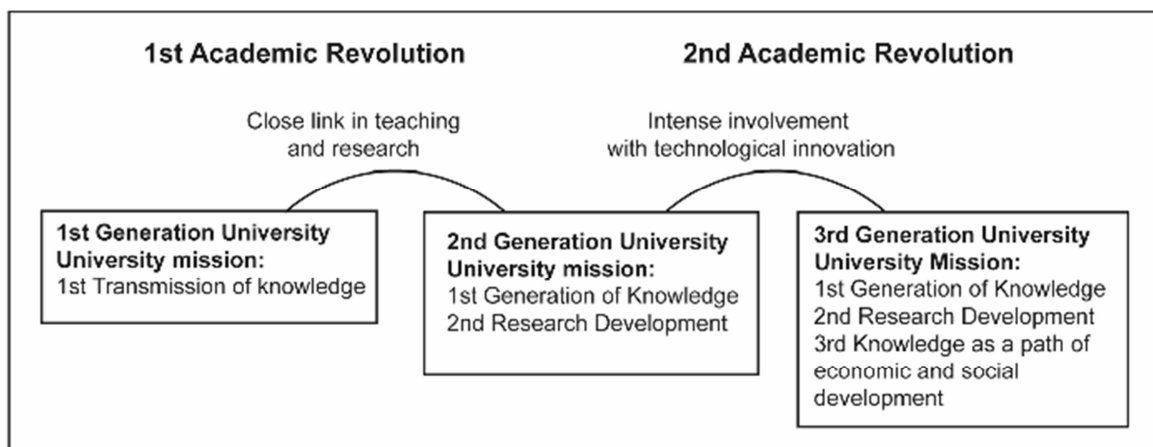 1st Academic Revolution
2nd Academic Revolution
Close link in teaching
and research
Intense involvement
with technological innovation
1st Generation University
University mission:
1st Transmission of knowledge
2nd Generation University
University mission:
1st Generation of Knowledge
2nd Research Development
3rd Generation University
University Mission:
1st Generation of Knowledge
2nd Research Development
3rd Knowledge as a path of
economic and social
development